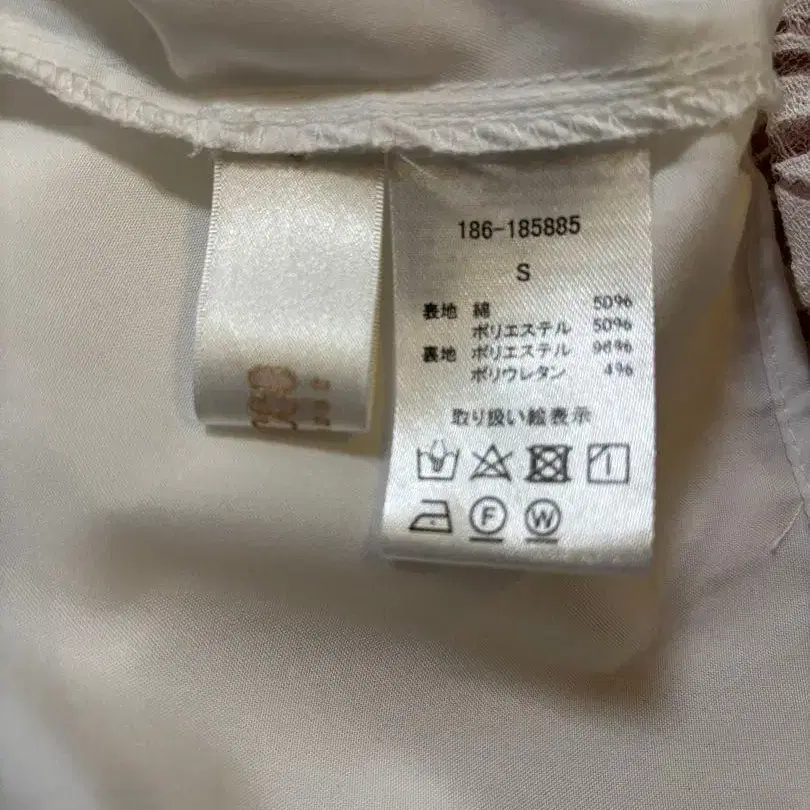 186-185885
S
表地 綿 50%
ポリエステル 50%
裏地 ポリエステル 96%
ポリウレタン 4%
取り扱い絵表示
F W